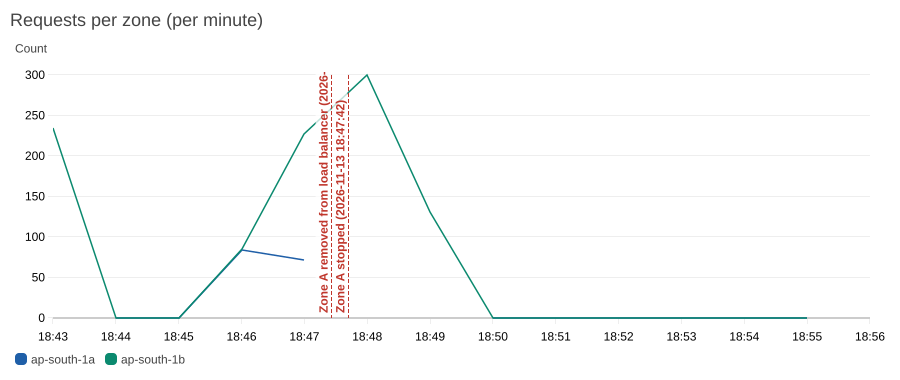 Requests per zone (per minute)
Count
300
250
200
150
100
50
0
Zone A removed from load balancer (2026-
Zone A stopped (2026-11-13 18:47:42)
18:43 18:44 18:45 18:46 18:47 18:48 18:49 18:50 18:51 18:52 18:53 18:54 18:55 18:56
ap-south-1a ap-south-1b